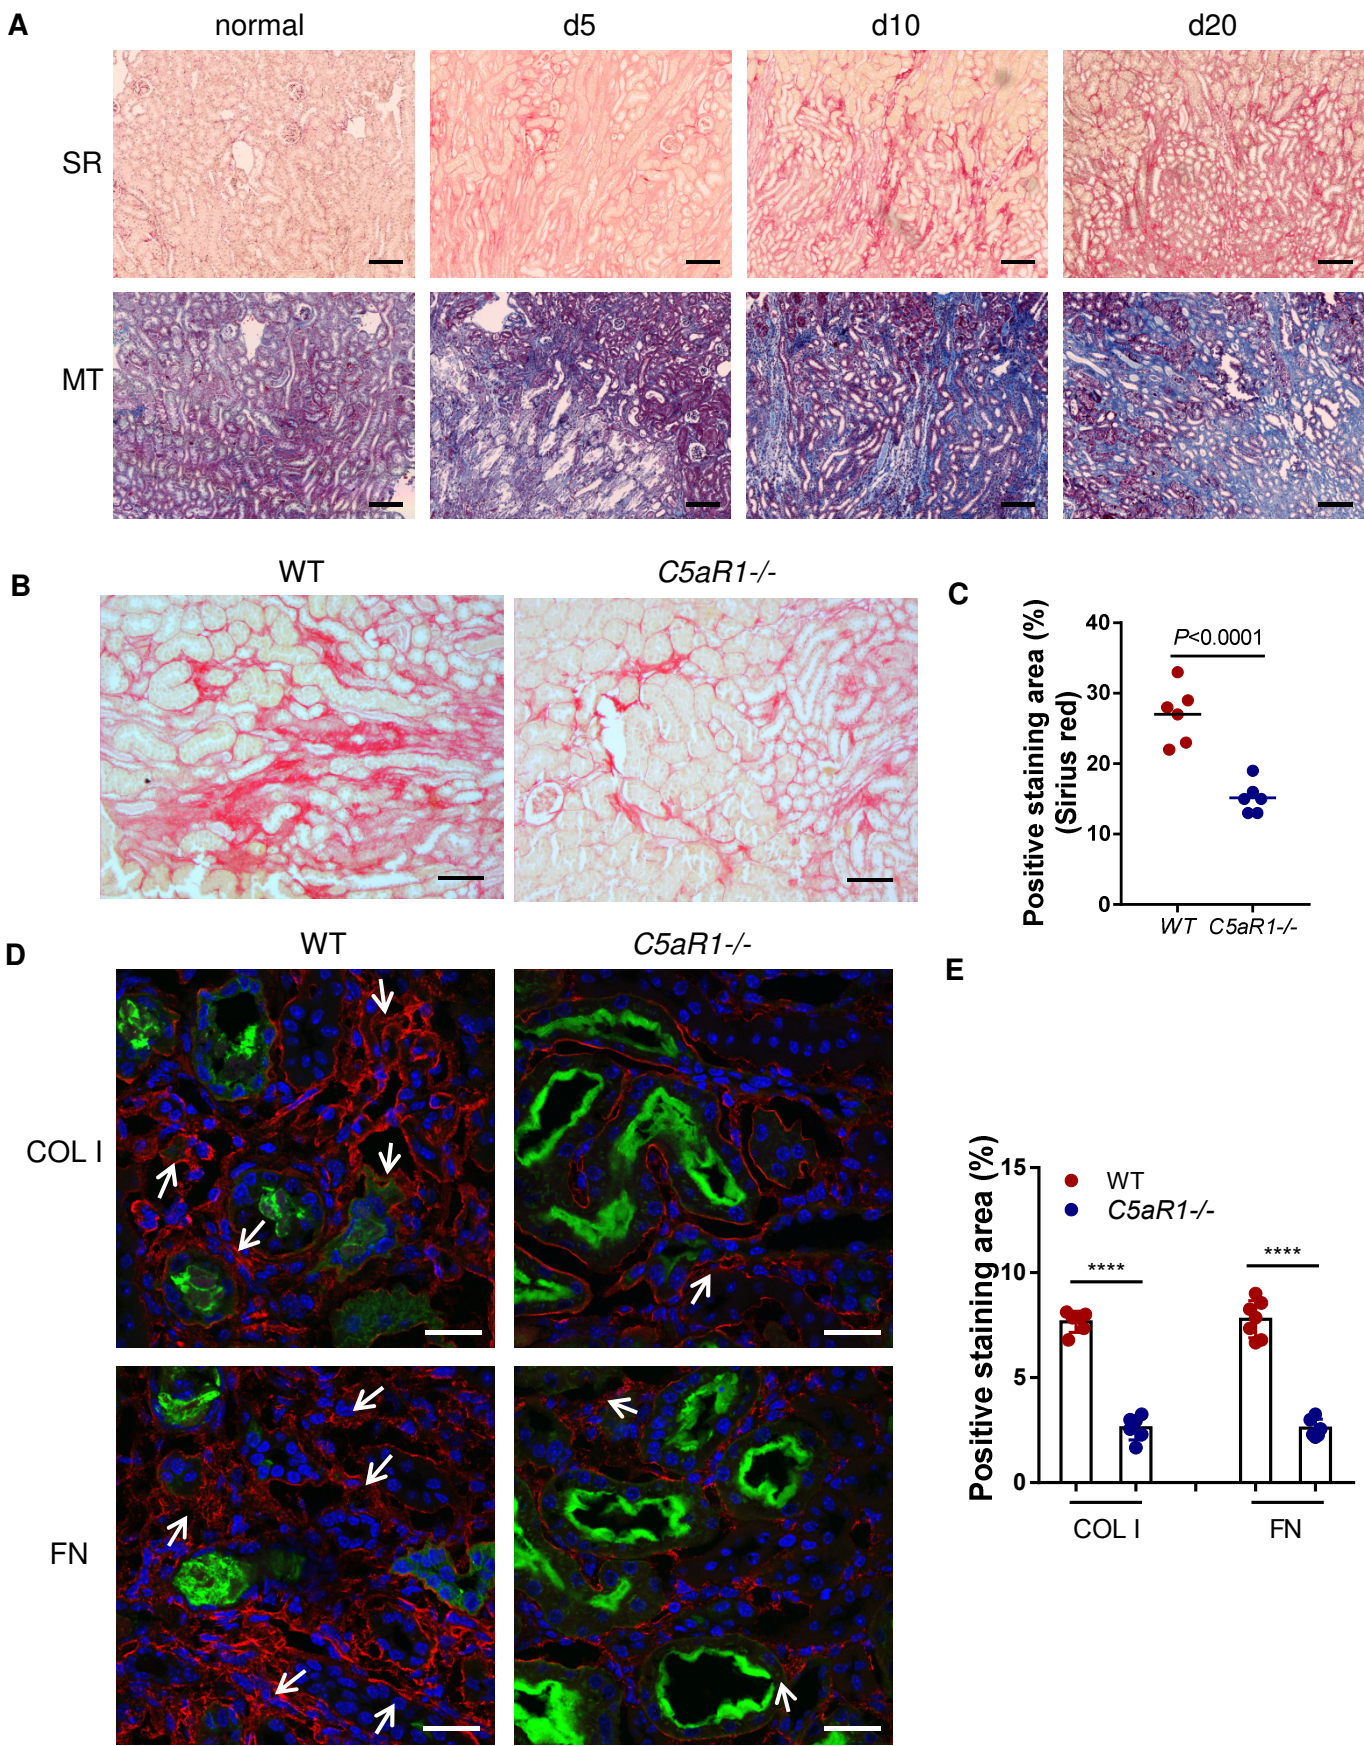 A
normal
d5
d10
d20
SR
MT
B
WT
C5aR1-/-
C
Positive staining area (%)
(Sirius red)
40
30
20
10
0
P<0.0001
WT
C5aR1-/-
D
WT
C5aR1-/-
COL I
FN
E
Positive staining area (%)
15
10
5
0
WT
C5aR1-/-
****
****
COL I
FN